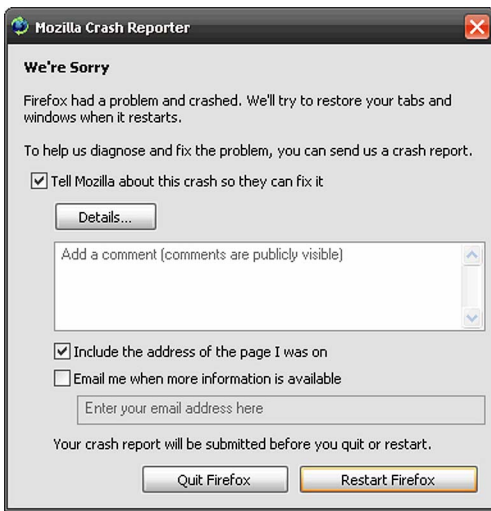 Mozilla Crash Reporter
We're Sorry
Firefox had a problem and crashed. We'll try to restore your tabs and
windows when it restarts.
To help us diagnose and fix the problem, you can send us a crash report.
Tell Mozilla about this crash so they can fix it
Details...
Add a comment (comments are publicly visible)
Include the address of the page I was on
Email me when more information is available
Enter your email address here
Your crash report will be submitted before you quit or restart.
Quit Firefox
Restart Firefox